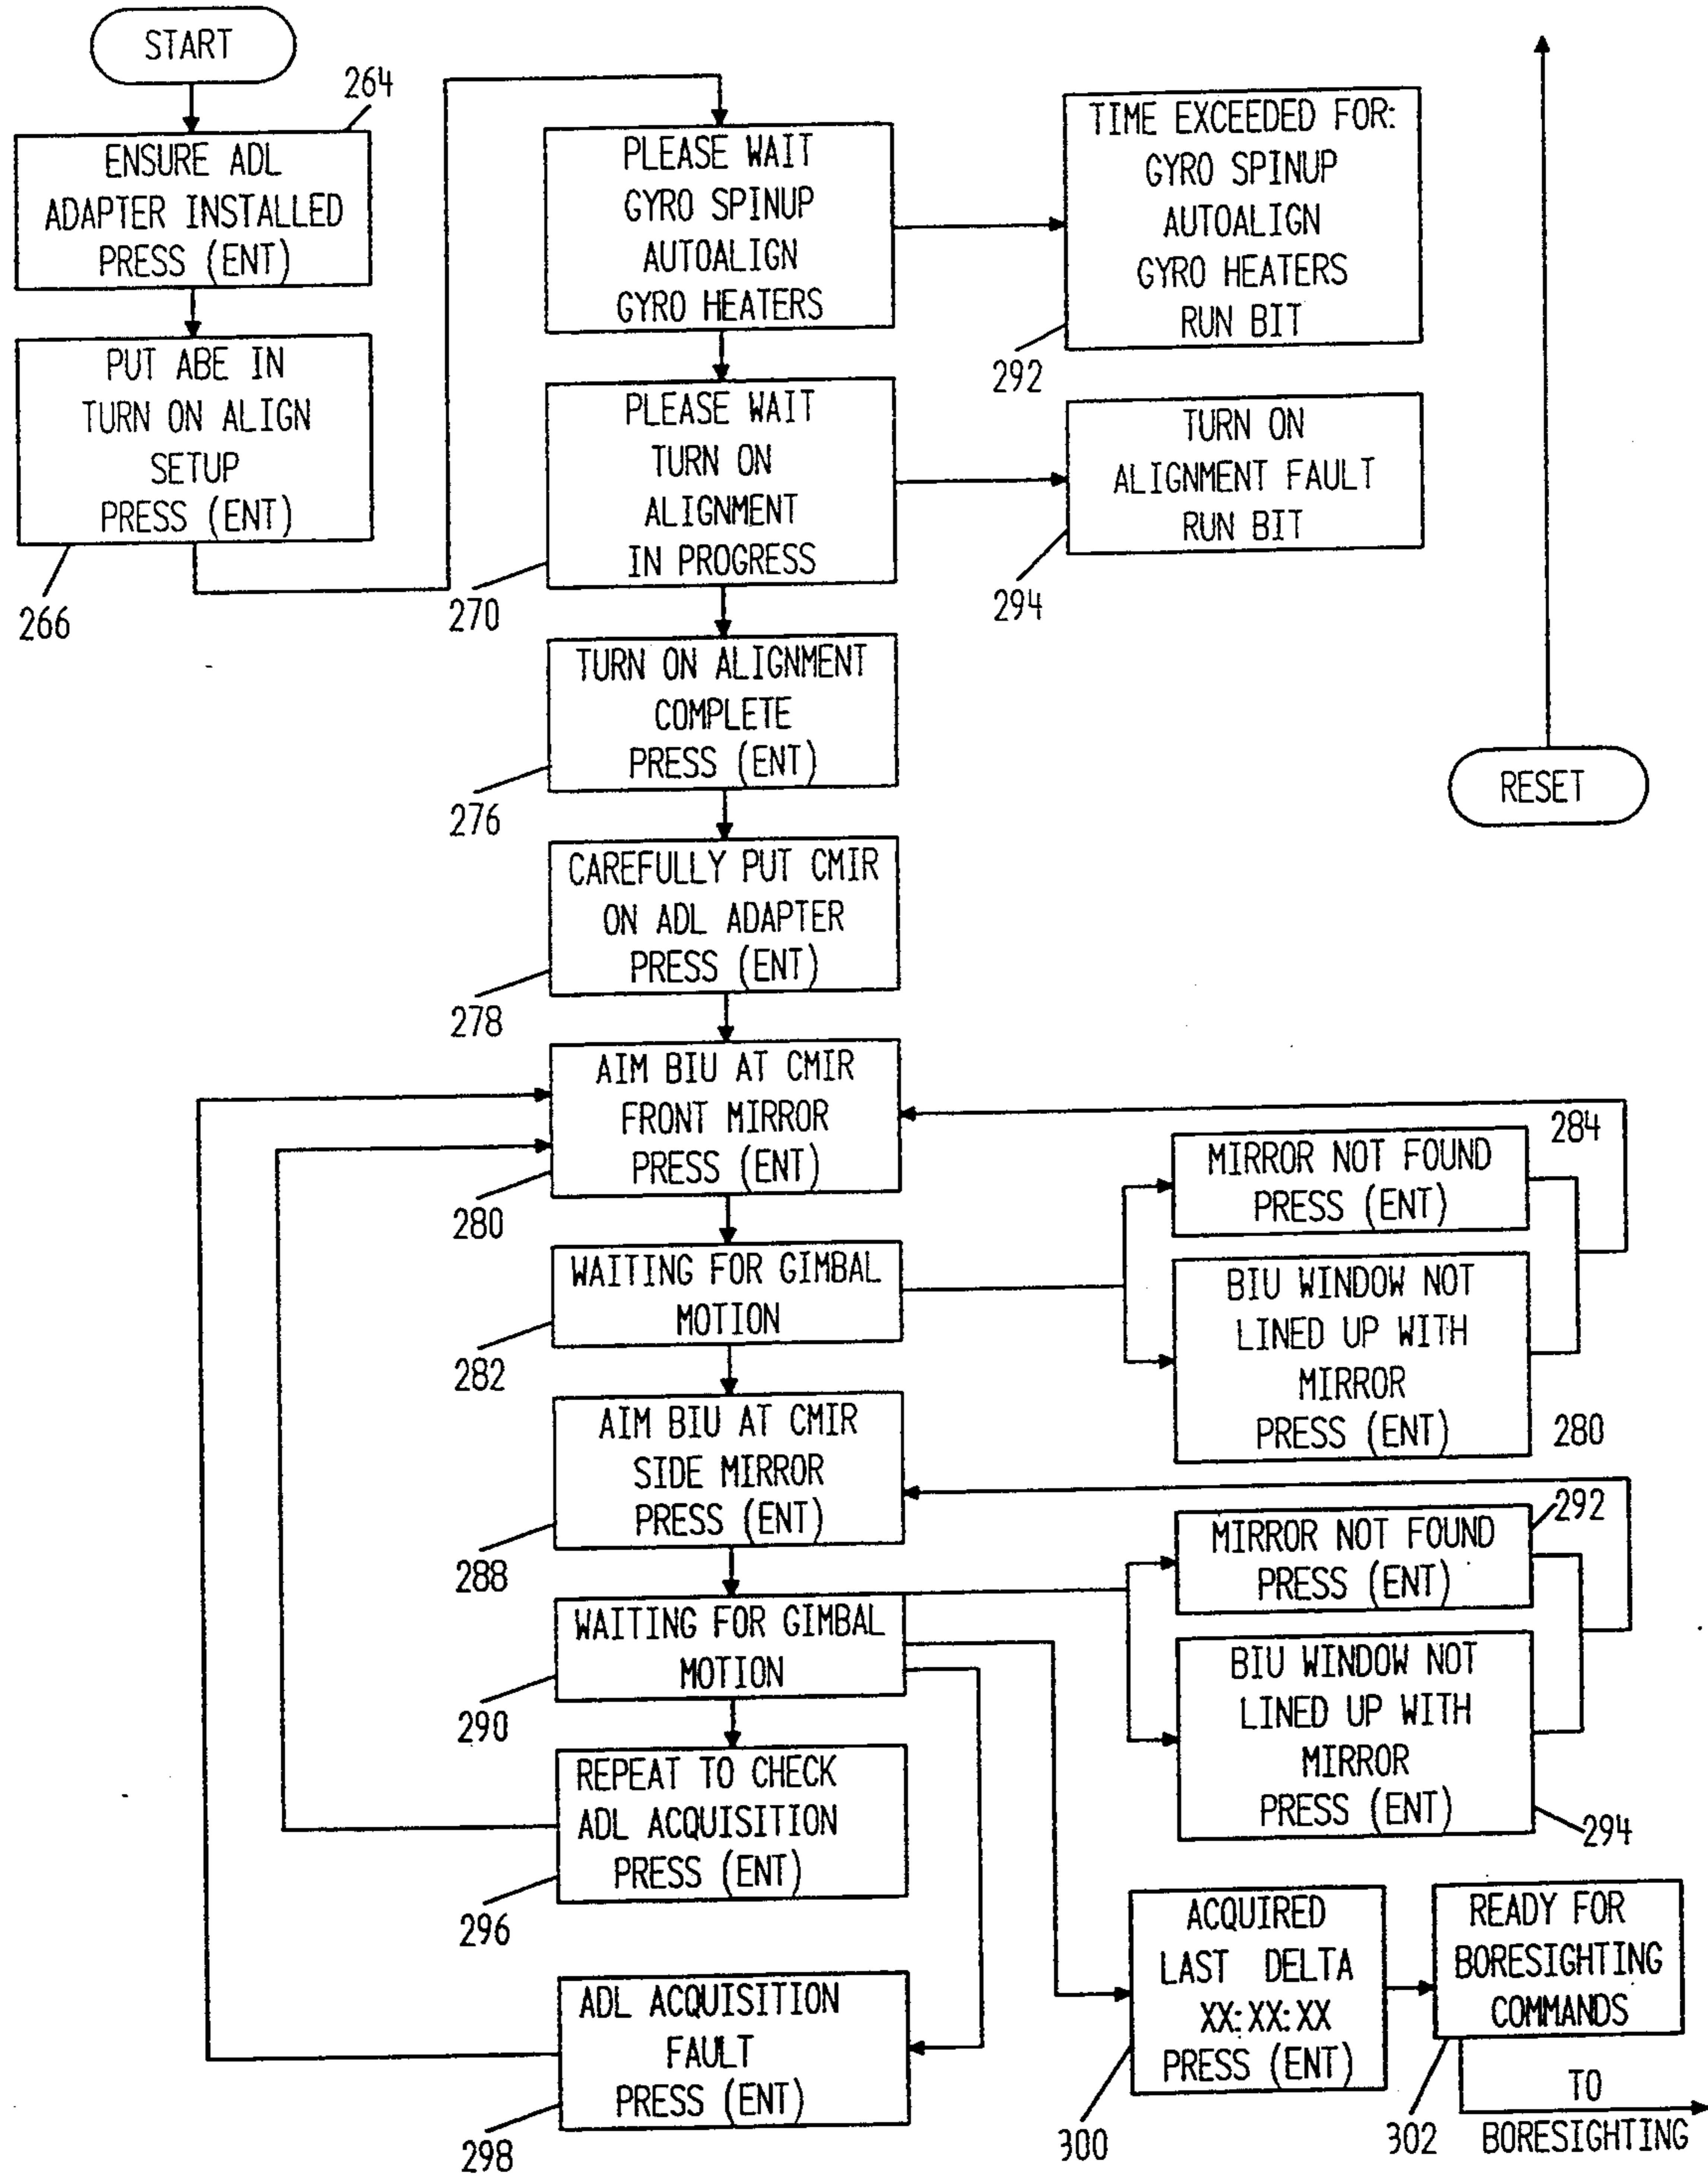 START
264
ENSURE ADL
ADAPTER INSTALLED
PRESS (ENT)
PUT ABE IN
TURN ON ALIGN
SETUP
PRESS (ENT)
266
PLEASE WAIT
GYRO SPINUP
AUTOALIGN
GYRO HEATERS
TIME EXCEEDED FOR:
GYRO SPINUP
AUTOALIGN
GYRO HEATERS
RUN BIT
292
PLEASE WAIT
TURN ON
ALIGNMENT
IN PROGRESS
270
TURN ON
ALIGNMENT FAULT
RUN BIT
294
TURN ON ALIGNMENT
COMPLETE
PRESS (ENT)
276
RESET
CAREFULLY PUT CMIR
ON ADL ADAPTER
PRESS (ENT)
278
AIM BIU AT CMIR
FRONT MIRROR
PRESS (ENT)
280
284
MIRROR NOT FOUND
PRESS (ENT)
WAITING FOR GIMBAL
MOTION
282
BIU WINDOW NOT
LINED UP WITH
MIRROR
PRESS (ENT)
280
AIM BIU AT CMIR
SIDE MIRROR
PRESS (ENT)
288
292
MIRROR NOT FOUND
PRESS (ENT)
WAITING FOR GIMBAL
MOTION
290
BIU WINDOW NOT
LINED UP WITH
MIRROR
PRESS (ENT)
294
REPEAT TO CHECK
ADL ACQUISITION
PRESS (ENT)
296
ADL ACQUISITION
FAULT
PRESS (ENT)
298
ACQUIRED
LAST DELTA
XX:XX:XX
PRESS (ENT)
300
READY FOR
BORESIGHTING
COMMANDS
302
TO
BORESIGHTING